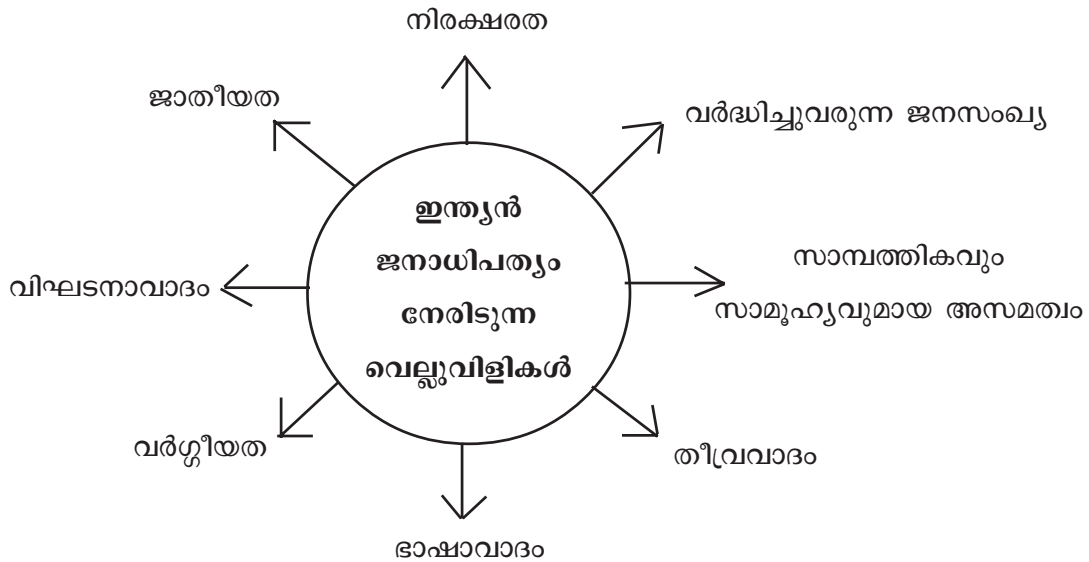 നിരക്ഷരത
ജാതീയത
വർദ്ധിച്ചുവരുന്ന ജനസംഖ്യ
ഇന്ത്യൻ
ജനാധിപത്യം
നേരിടുന്ന
വെല്ലുവിളികൾ
സാമ്പത്തികവും
സാമൂഹ്യവുമായ അസമത്വം
വിഘടനാവാദം
വർഗ്ഗീയത
തീവ്രവാദം
ഭാഷാവാദം